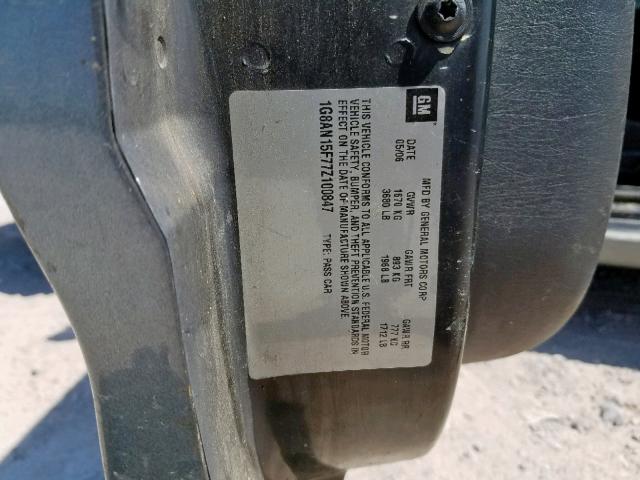 GM
MFD BY GENERAL MOTORS CORP
DATE GVWR GAWR FRT GAWR RR
05/06 1670 KG 893 KG 777 KG
3680 LB 1968 LB 1712 LB
THIS VEHICLE CONFORMS TO ALL APPLICABLE U.S. FEDERAL MOTOR
VEHICLE SAFETY, BUMPER, AND THEFT PREVENTION STANDARDS IN
EFFECT ON THE DATE OF MANUFACTURE SHOWN ABOVE.
1G8AN15F77Z100847 TYPE: PASS CAR